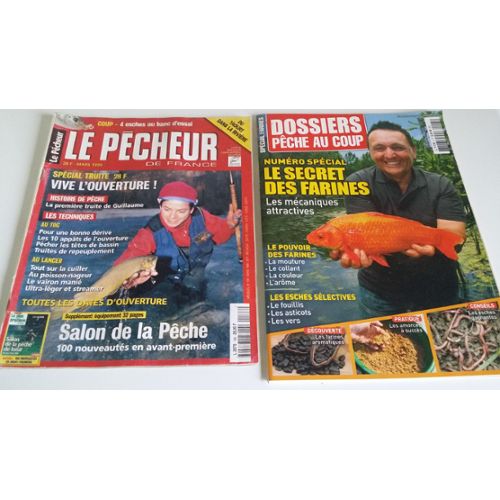 COUP - 4 esches au banc d'essai
Le Pêcheur
LE PÊCHEUR
DE FRANCE
28 F - MARS
SPÉCIAL TRUITE 28 F
VIVE L'OUVERTURE !
HISTOIRE DE PÊCHE
La première truite de Guillaume
LES TECHNIQUES
AU TOC
Pour une bonne dérive
Les 10 appâts de l'ouverture
Pêcher les têtes de bassin
Truites de repeuplement
AU LANCER
Tout sur la cuiller
Au poisson-nageur
Le vairon manié
Ultra-léger et streamer
TOUTES LES DATES D'OUVERTURE
Supplément équipement 32 pages
Salon de la Pêche
100 nouveautés en avant-première
SPÉCIAL FARINES
DOSSIERS
PÊCHE AU COUP
NUMÉRO SPÉCIAL
LE SECRET
DES FARINES
Les mécaniques
attractives
LE POUVOIR
DES FARINES
• La mouture
• Le collant
• La couleur
• L'arôme
LES ESCHES SÉLECTIVES
• Le fouillis
• Les asticots
• Les vers
DÉCOUVERTE
Les farines
aromatiques
PRATIQUE
Les amorces
à succès
CONSEILS
Les esches